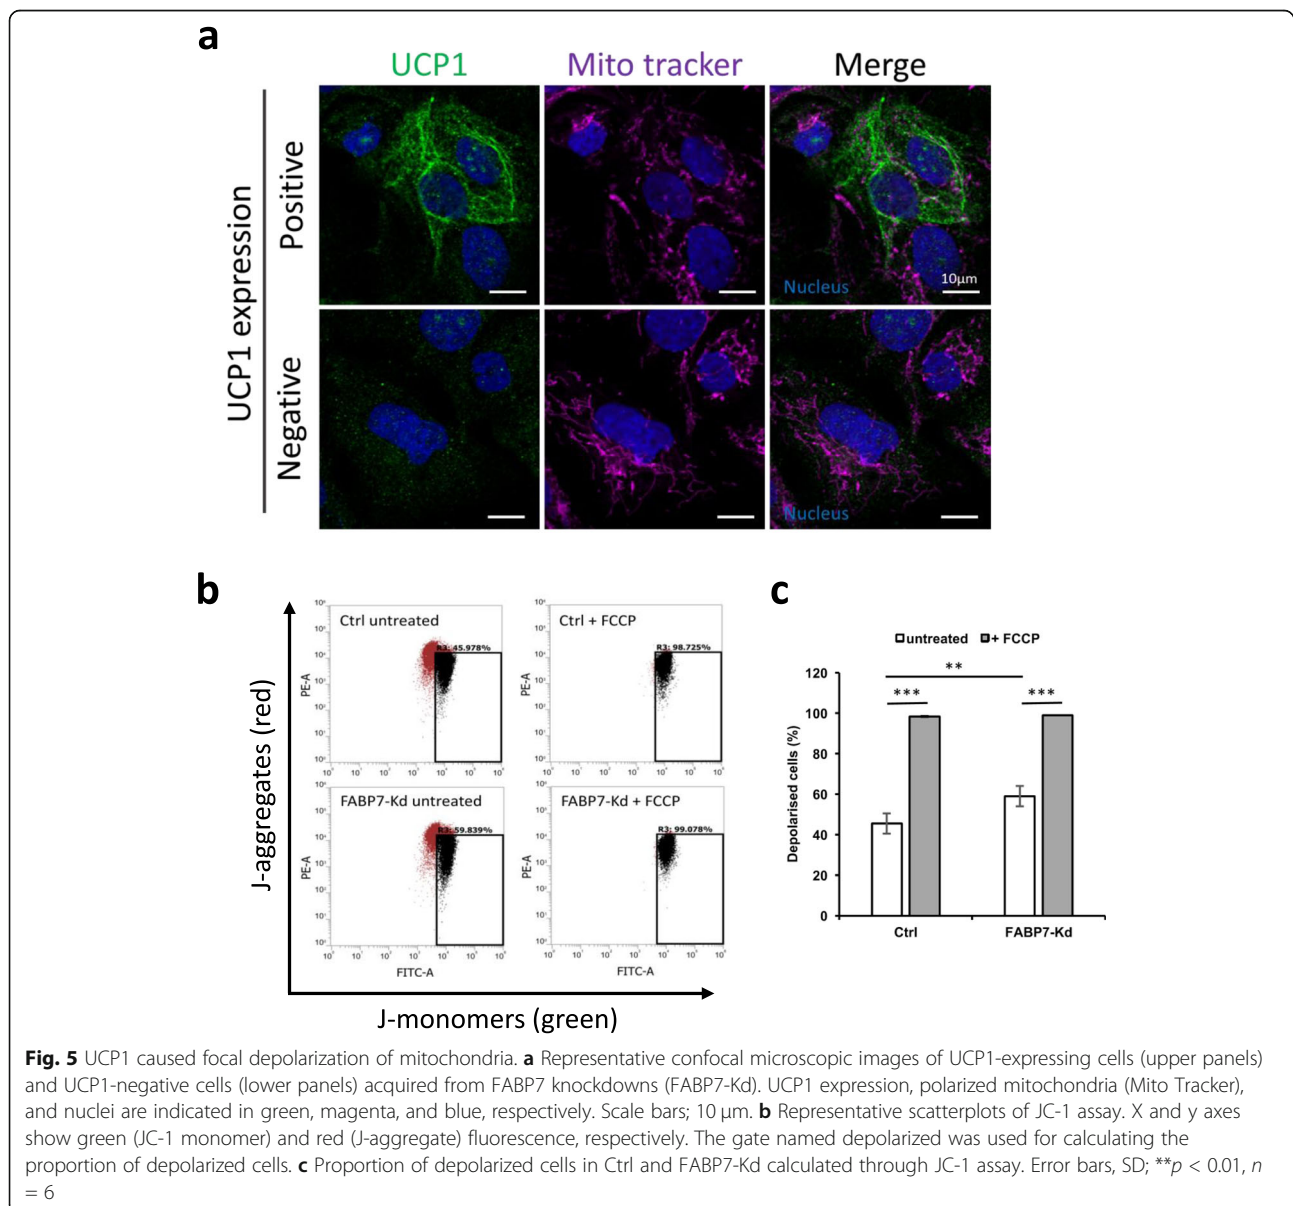 a
UCP1 Mito tracker Merge
UCP1 expression
Positive
Nucleus
10μm
Negative
Nucleus
b
J-aggregates (red)
Ctrl untreated
R3: 45.978%
PE-A
Ctrl + FCCP
R3: 98.725%
PE-A
FABP7-Kd untreated
R3: 59.839%
PE-A
FITC-A
FABP7-Kd + FCCP
R3: 99.078%
PE-A
FITC-A
J-monomers (green)
c
untreated + FCCP
Depolarised cells (%)
120
100
80
60
40
20
0
**
*** ***
Ctrl FABP7-Kd
Fig. 5 UCP1 caused focal depolarization of mitochondria. a Representative confocal microscopic images of UCP1-expressing cells (upper panels)
and UCP1-negative cells (lower panels) acquired from FABP7 knockdowns (FABP7-Kd). UCP1 expression, polarized mitochondria (Mito Tracker),
and nuclei are indicated in green, magenta, and blue, respectively. Scale bars; 10 μm. b Representative scatterplots of JC-1 assay. X and y axes
show green (JC-1 monomer) and red (J-aggregate) fluorescence, respectively. The gate named depolarized was used for calculating the
proportion of depolarized cells. c Proportion of depolarized cells in Ctrl and FABP7-Kd calculated through JC-1 assay. Error bars, SD; **p < 0.01, n
= 6